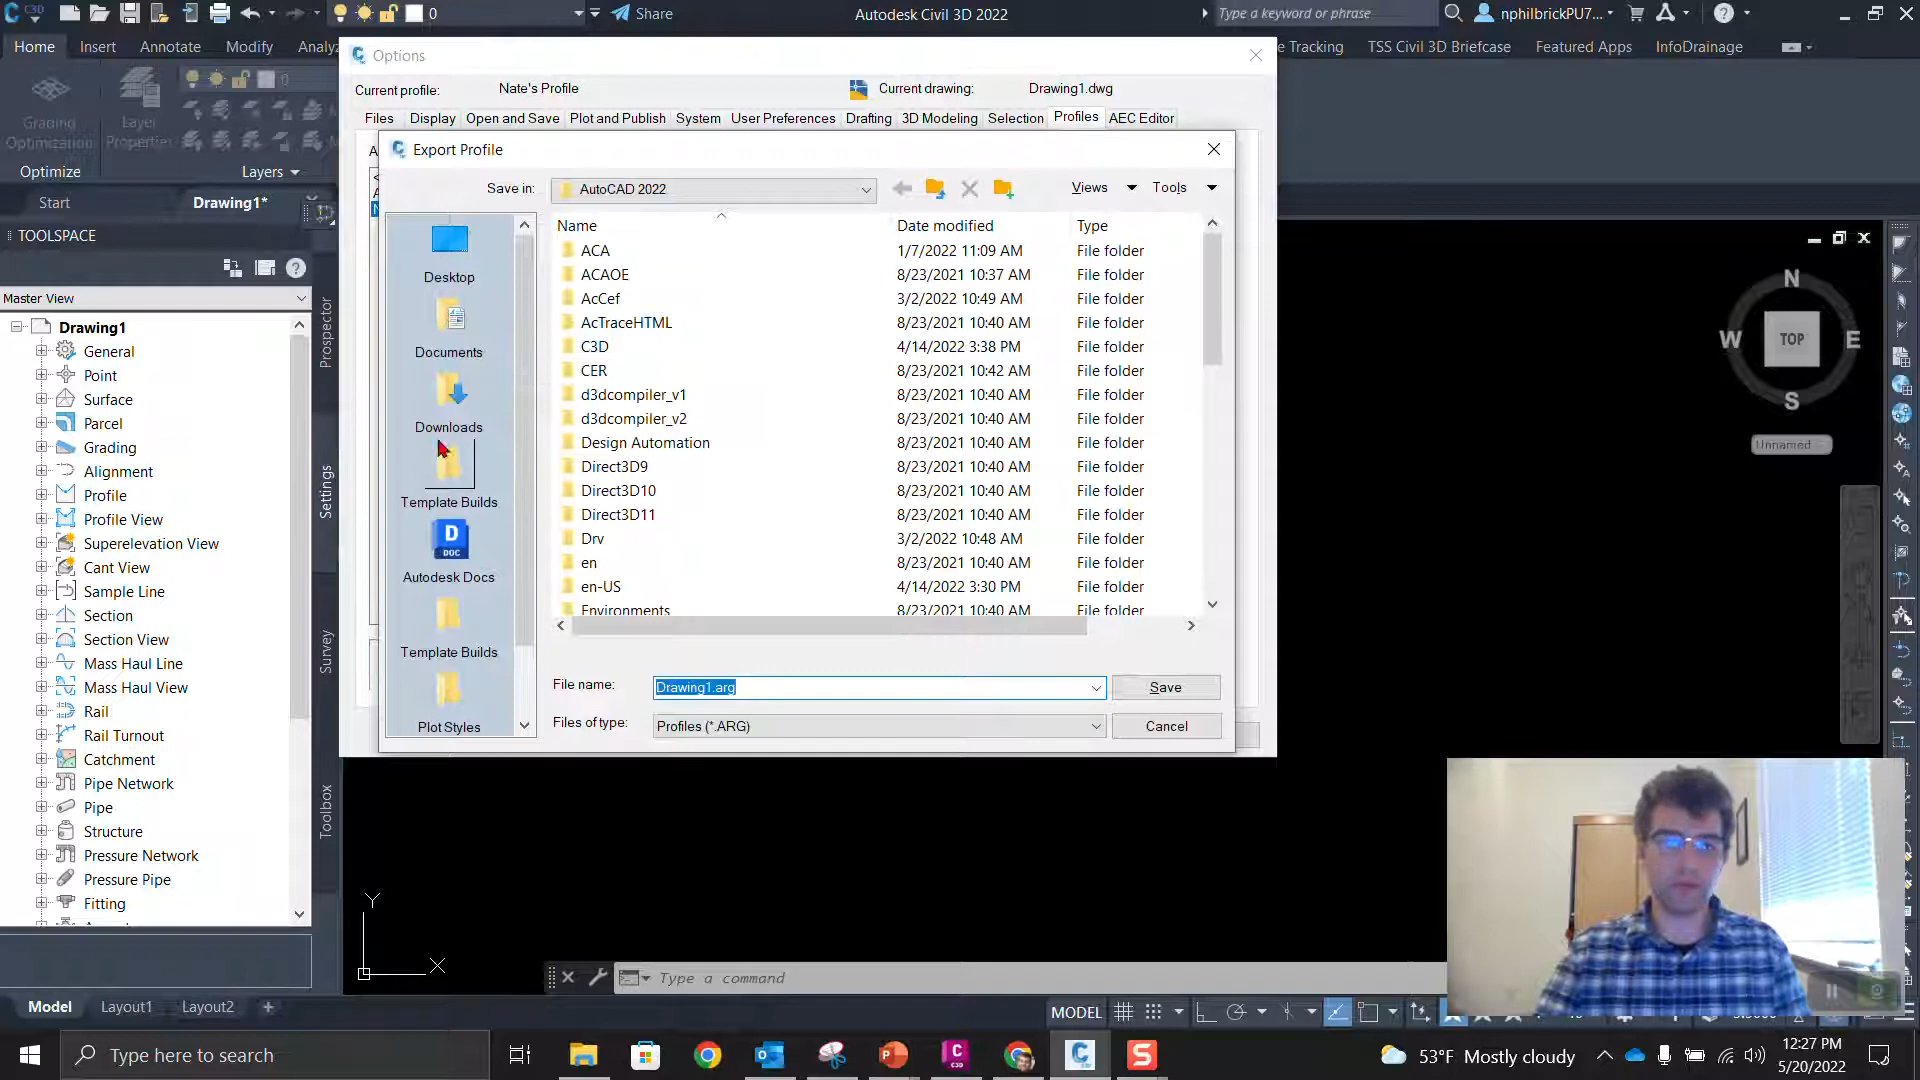 C3D 0 Share Autodesk Civil 3D 2022 Type a keyword or phrase nphilbrickPU7...
Home Insert Annotate Modify Analyz e Tracking TSS Civil 3D Briefcase Featured Apps InfoDrainage
Options
Current profile: Nate's Profile Current drawing: Drawing1.dwg
Files Display Open and Save Plot and Publish System User Preferences Drafting 3D Modeling Selection Profiles AEC Editor
0
Grading
Optimization
Layer
Properties
Optimize Layers
Export Profile
Save in: AutoCAD 2022 Views Tools
Start Drawing1*
TOOLSPACE
Master View
Drawing1
General
Point
Surface
Parcel
Grading
Alignment
Profile
Profile View
Superelevation View
Cant View
Sample Line
Section
Section View
Mass Haul Line
Mass Haul View
Rail
Rail Turnout
Catchment
Pipe Network
Pipe
Structure
Pressure Network
Pressure Pipe
Fitting
Prospector
Settings
Survey
Toolbox
Desktop
Documents
Downloads
Template Builds
DOC
Autodesk Docs
Template Builds
Plot Styles
Name Date modified Type
ACA 1/7/2022 11:09 AM File folder
ACAOE 8/23/2021 10:37 AM File folder
AcCef 3/2/2022 10:49 AM File folder
AcTraceHTML 8/23/2021 10:40 AM File folder
C3D 4/14/2022 3:38 PM File folder
CER 8/23/2021 10:42 AM File folder
d3dcompiler_v1 8/23/2021 10:40 AM File folder
d3dcompiler_v2 8/23/2021 10:40 AM File folder
Design Automation 8/23/2021 10:40 AM File folder
Direct3D9 8/23/2021 10:40 AM File folder
Direct3D10 8/23/2021 10:40 AM File folder
Direct3D11 8/23/2021 10:40 AM File folder
Drv 3/2/2022 10:48 AM File folder
en 8/23/2021 10:40 AM File folder
en-US 4/14/2022 3:30 PM File folder
Environments 8/23/2021 10:40 AM File folder
File name: Drawing1.arg Save
Files of type: Profiles (*.ARG) Cancel
N
W TOP E
S
Unnamed
Y
X
Type a command
Model Layout1 Layout2 + MODEL
Type here to search 53°F Mostly cloudy 12:27 PM
5/20/2022